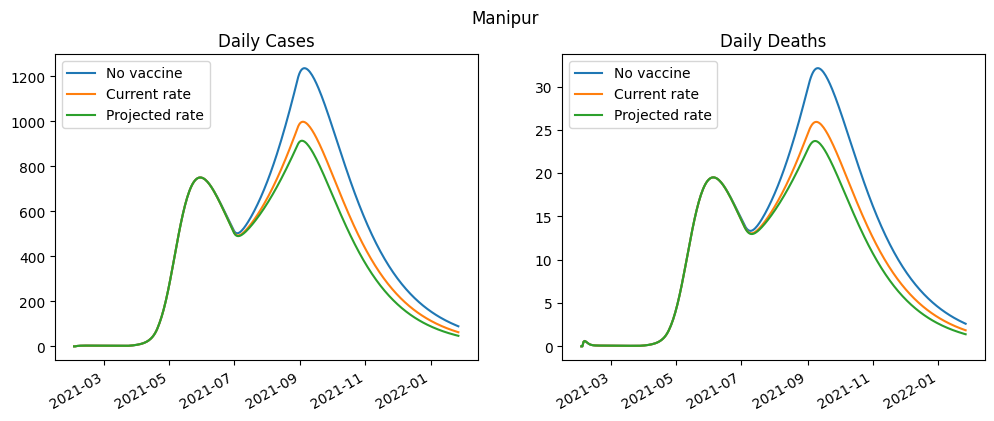 Manipur
Daily Cases
No vaccine
Current rate
Projected rate
1200
1000
800
600
400
200
0
2021-03
2021-05
2021-07
2021-09
2021-11
2022-01
Daily Deaths
No vaccine
Current rate
Projected rate
30
25
20
15
10
5
0
2021-03
2021-05
2021-07
2021-09
2021-11
2022-01